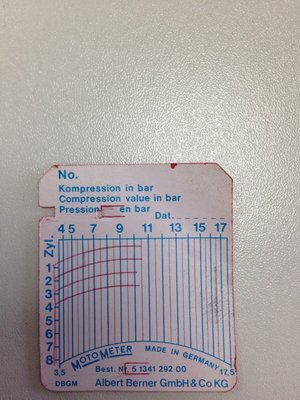 No.
Kompression in bar
Compression value in bar
Pression en bar
Dat.
Zyl.
4 5 7 9 11 13 15 17
1
2
3
4
5
6
7
8
3,5 MOTOMETER MADE IN GERMANY 17,5
Best. Nr. 5 1341 292 00
DBGM Albert Berner GmbH & Co KG